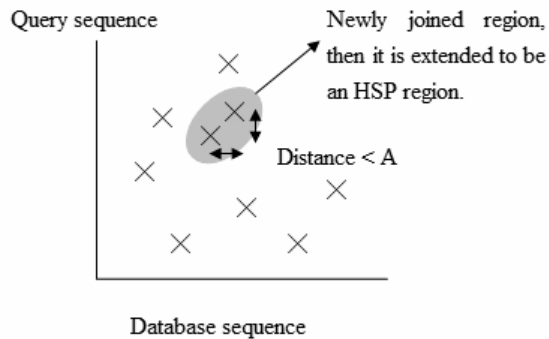 Query sequence
Newly joined region,
then it is extended to be
an HSP region.
Distance < A
Database sequence